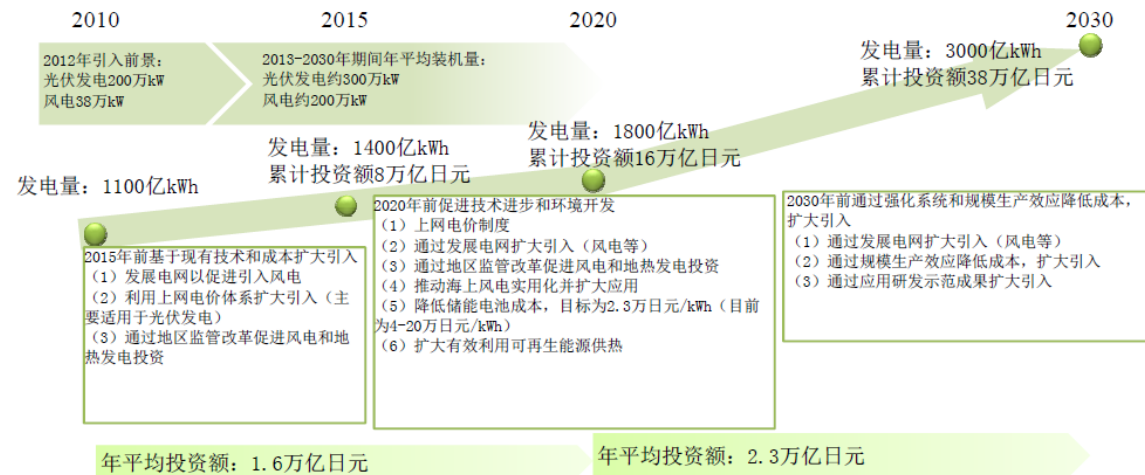 2010
2015
2020
2030
2012年引入前景：
光伏发电200万kW
风电38万kW
2013-2030年期间年平均装机量：
光伏发电约300万kW
风电约200万kW
发电量：3000亿kWh
累计投资额38万亿日元
发电量：1800亿kWh
累计投资额16万亿日元
发电量：1400亿kWh
累计投资额8万亿日元
发电量：1100亿kWh
2015年前基于现有技术和成本扩大引入
（1）发展电网以促进引入风电
（2）利用上网电价体系扩大引入（主
要适用于光伏发电）
（3）通过地区监管改革促进风电和地
热发电投资
2020年前促进技术进步和环境开发
（1）上网电价制度
（2）通过发展电网扩大引入（风电等）
（3）通过地区监管改革促进风电和地热发电投资
（4）推动海上风电实用化并扩大应用
（5）降低储能电池成本，目标为2.3万日元/kWh（目前
为4-20万日元/kWh）
（6）扩大有效利用可再生能源供热
2030年前通过强化系统和规模生产效应降低成本，
扩大引入
（1）通过发展电网扩大引入（风电等）
（2）通过规模生产效应降低成本，扩大引入
（3）通过应用研发示范成果扩大引入
年平均投资额：1.6万亿日元
年平均投资额：2.3万亿日元